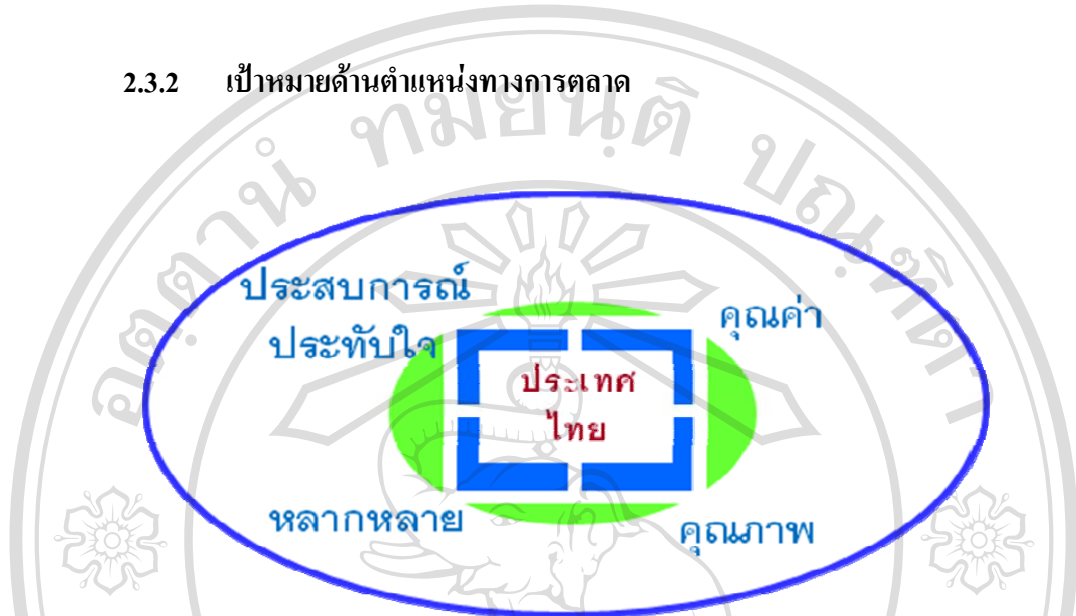 2.3.2 เป้าหมายด้านตำแหน่งทางการตลาด
ประสบการณ์
ประทับใจ
คุณค่า
ประเทศ
ไทย
หลากหลาย
คุณภาพ